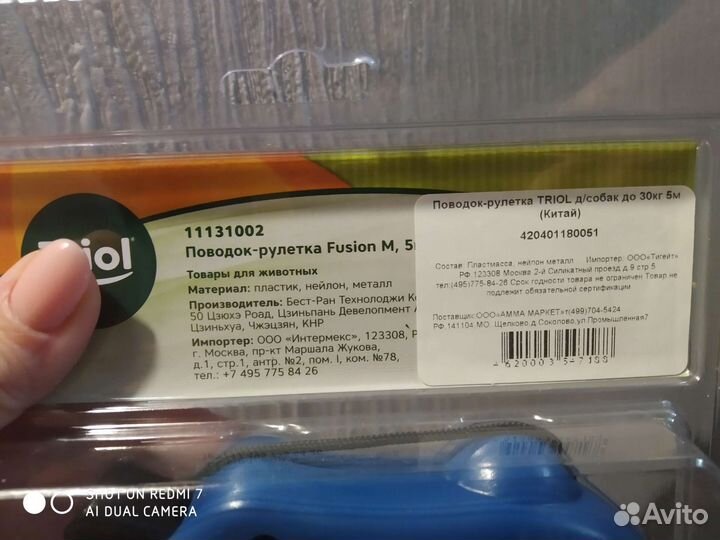 Triol
11131002
Поводок-рулетка Fusion M, 5
Товары для животных
Материал: пластик, нейлон, металл
Производитель: Бест-Ран Технолоджи
50 Цзюхэ Роад, Цзиньпань Девелопмент
Цзиньхуа, Чжэцзян, КНР
Импортер: ООО «Интермекс», 123308,
г. Москва, пр-кт Маршала Жукова,
д.1, стр.1, антр. №2, пом. I, ком. №78,
тел.: +7 495 775 84 26
Поводок-рулетка TRIOL д/собак до 30кг 5м
(Китай)
420401180051
Состав: Пластмасса, нейлон металл Импортер: ООО«Тигейт»
РФ 123308 Москва 2-й Силикатный проезд д.9 стр 5
тел.(495)775-84-26 Срок годности товара не ограничен Товар не
подлежит обязательной сертификации
Поставщик:ООО«АММА МАРКЕТ»т(499)704-5424
РФ,141104,МО, Щелково,Д.Соколово,ул.Промышленная7
4620003547188
SHOT ON REDMI 7
AI DUAL CAMERA
Avito